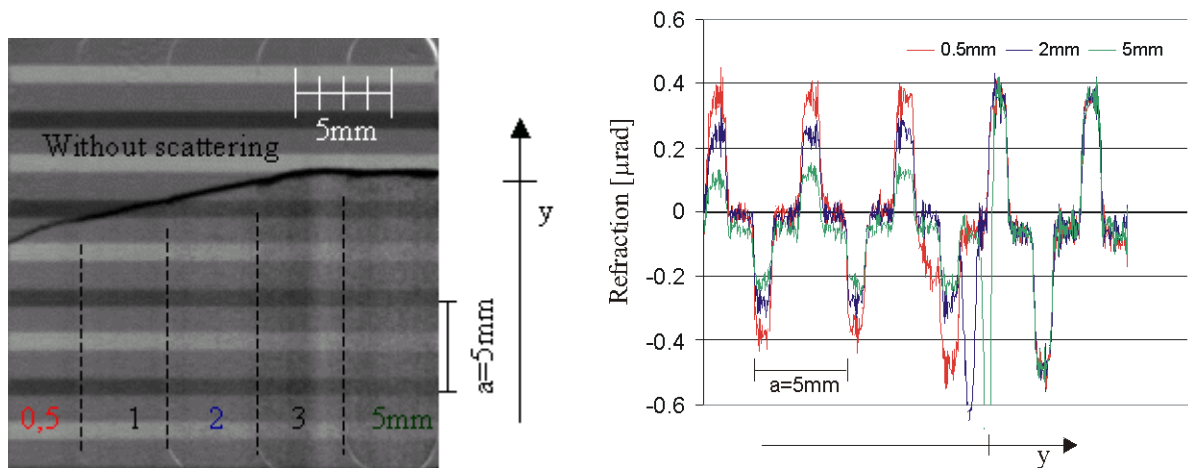 5mm
Without scattering
y
a=5mm
0,5 1 2 3 5mm
0.6
0.4
0.2
0
-0.2
-0.4
-0.6
Refraction [µrad]
0.5mm 2mm 5mm
a=5mm
y